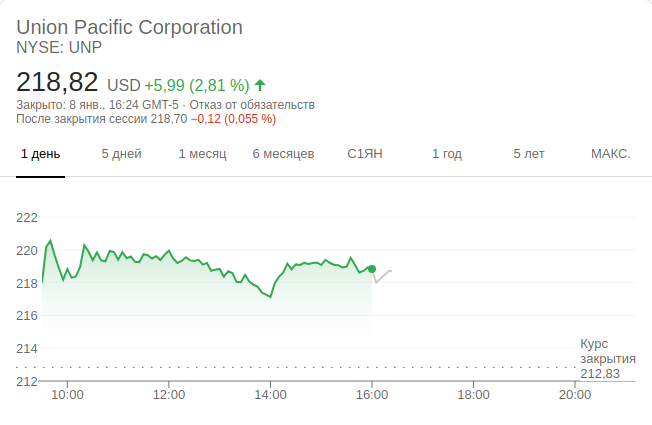 Union Pacific Corporation
NYSE: UNP
218,82 USD +5,99 (2,81 %)
Закрыто: 8 янв., 16:24 GMT-5 · Отказ от обязательств
После закрытия сессии 218,70 −0,12 (0,055 %)
1 день 5 дней 1 месяц 6 месяцев С1ЯН 1 год 5 лет МАКС.
222
220
218
216
214
Курс
закрытия
212,83
212
10:00 12:00 14:00 16:00 18:00 20:00